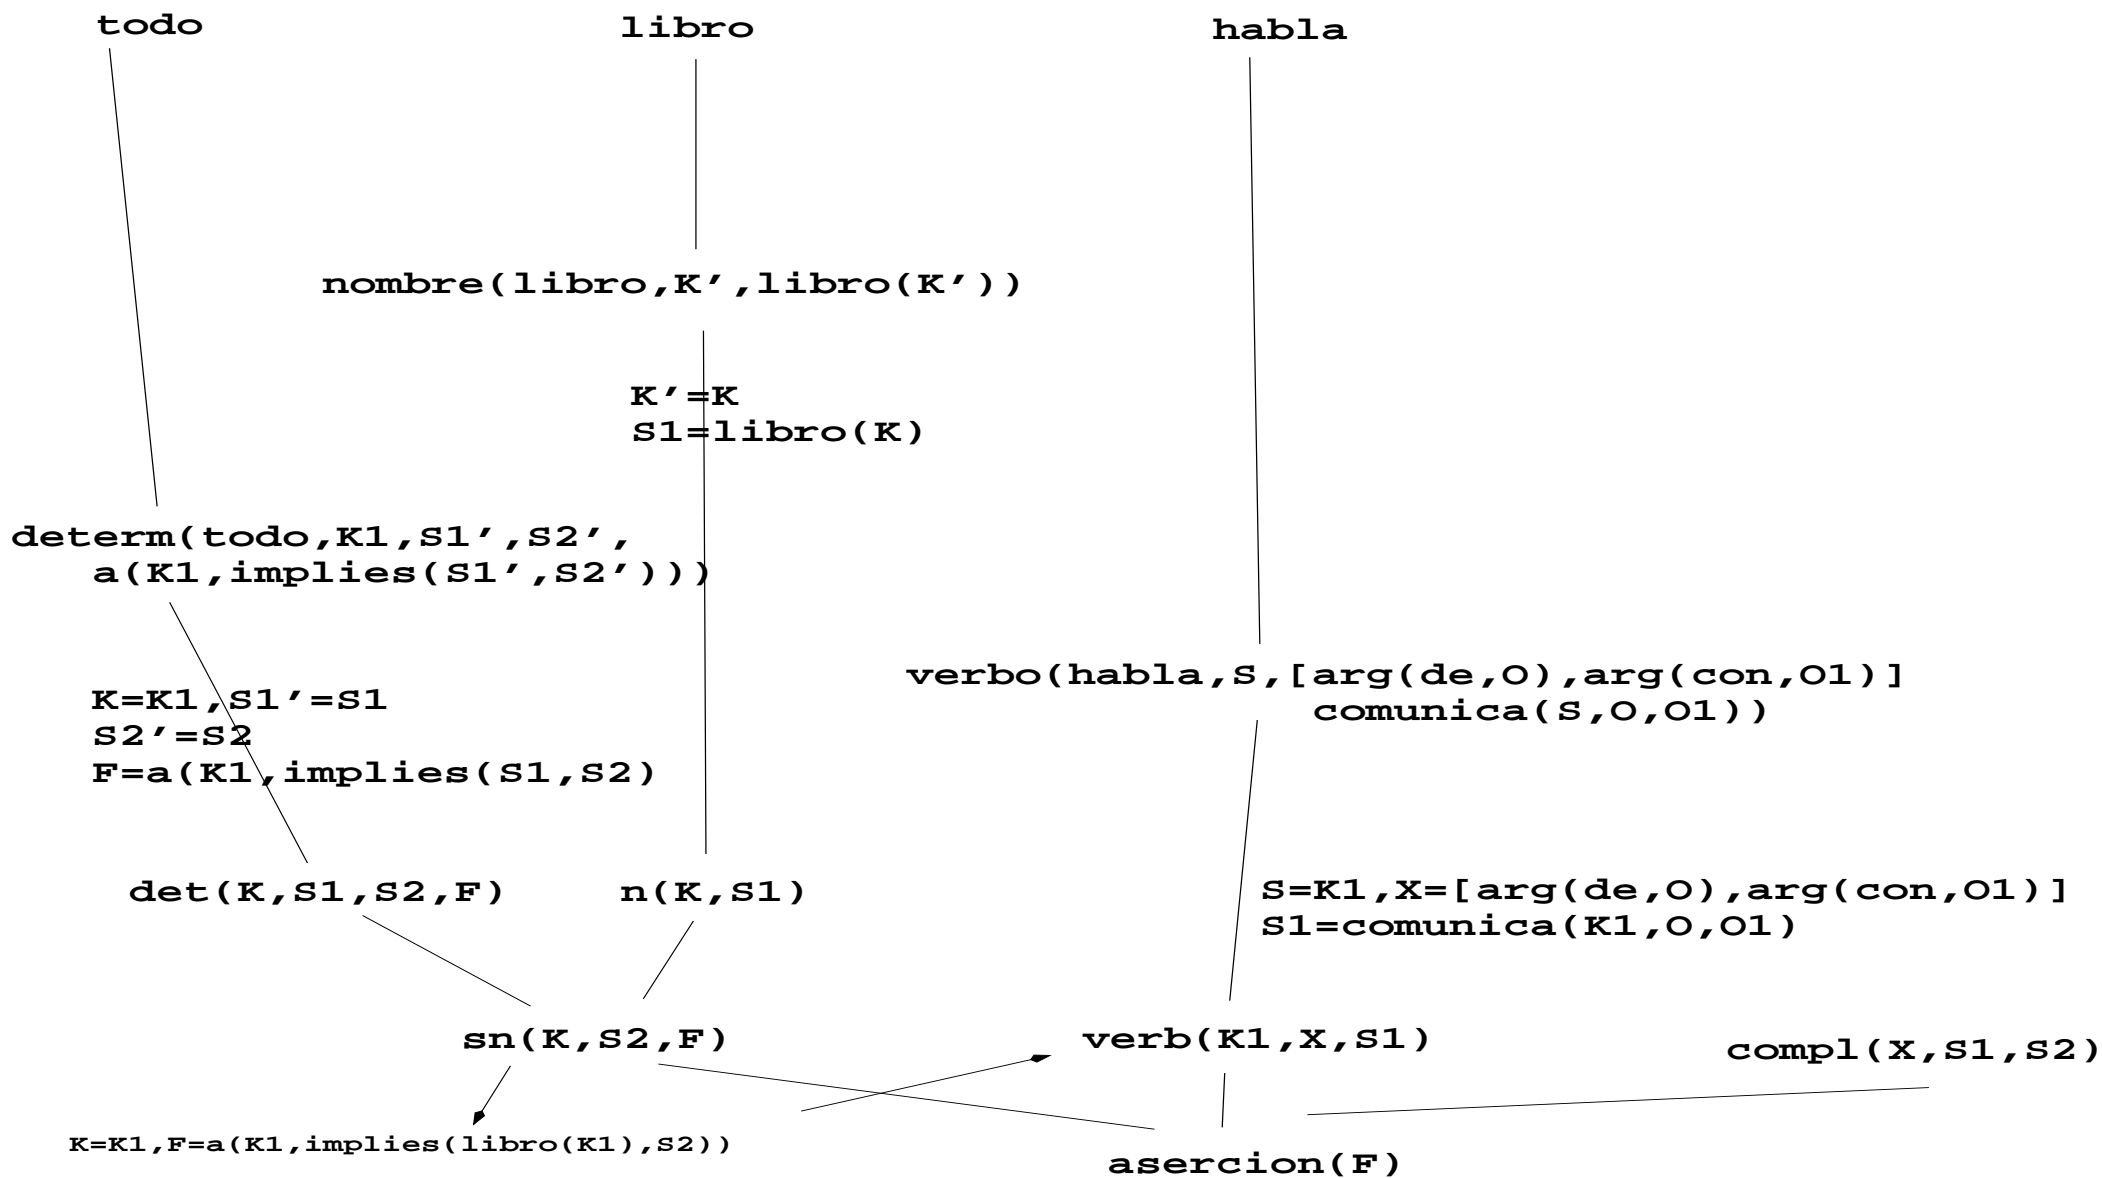 todo
libro
habla
nombre(libro,K',libro(K'))
K'=K
S1=libro(K)
determ(todo,K1,S1',S2',
a(K1,implies(S1',S2')))
verbo(habla,S,[arg(de,O),arg(con,O1)]
comunica(S,O,O1))
K=K1,S1'=S1
S2'=S2
F=a(K1,implies(S1,S2)
det(K,S1,S2,F)
n(K,S1)
S=K1,X=[arg(de,O),arg(con,O1)]
S1=comunica(K1,O,O1)
sn(K,S2,F)
verb(K1,X,S1)
compl(X,S1,S2)
K=K1,F=a(K1,implies(libro(K1),S2))
asercion(F)